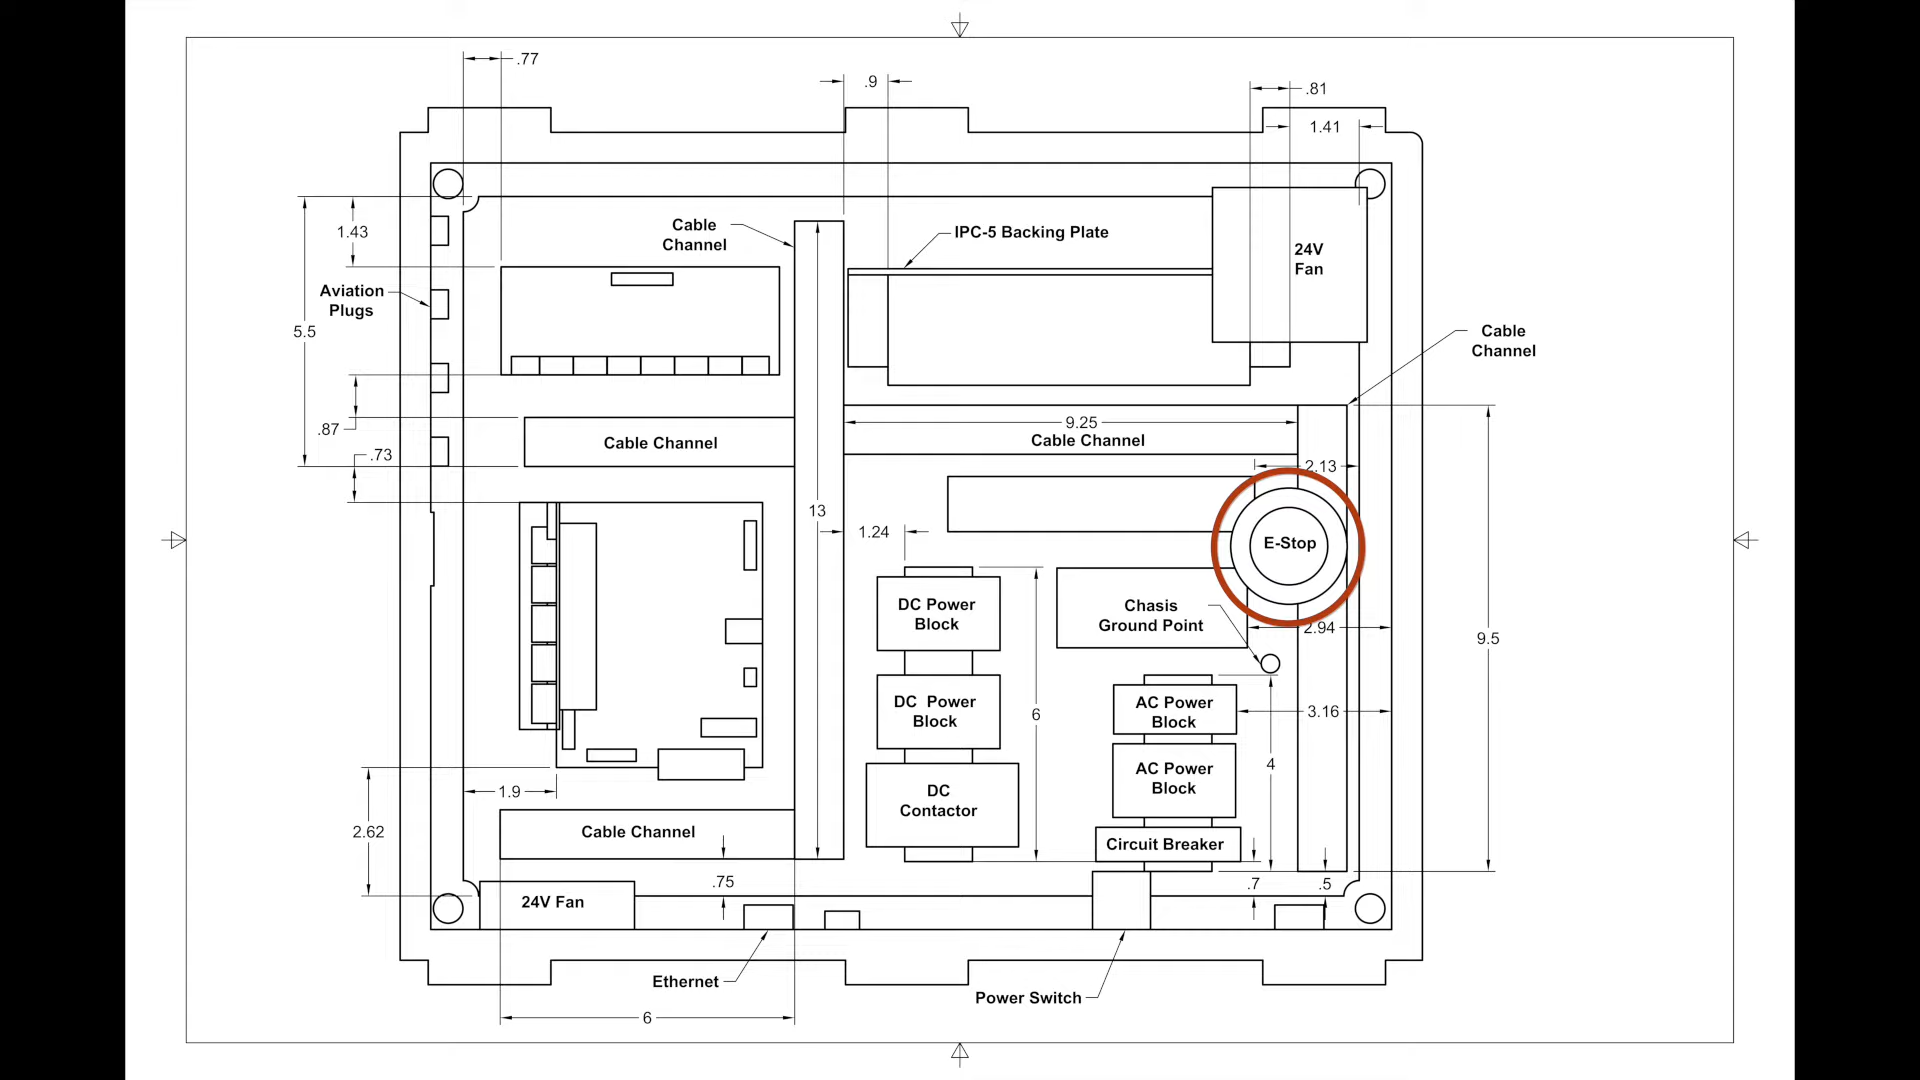 .77
.9
.81
1.41
1.43
Cable
Channel
IPC-5 Backing Plate
24V
Fan
Aviation
Plugs
5.5
Cable
Channel
.87
.73
Cable Channel
9.25
Cable Channel
2.13
13
1.24
E-Stop
DC Power
Block
Chasis
Ground Point
2.94
9.5
DC Power
Block
6
AC Power
Block
3.16
4
AC Power
Block
1.9
DC
Contactor
2.62
Cable Channel
Circuit Breaker
.75
.7
.5
24V Fan
Ethernet
Power Switch
6